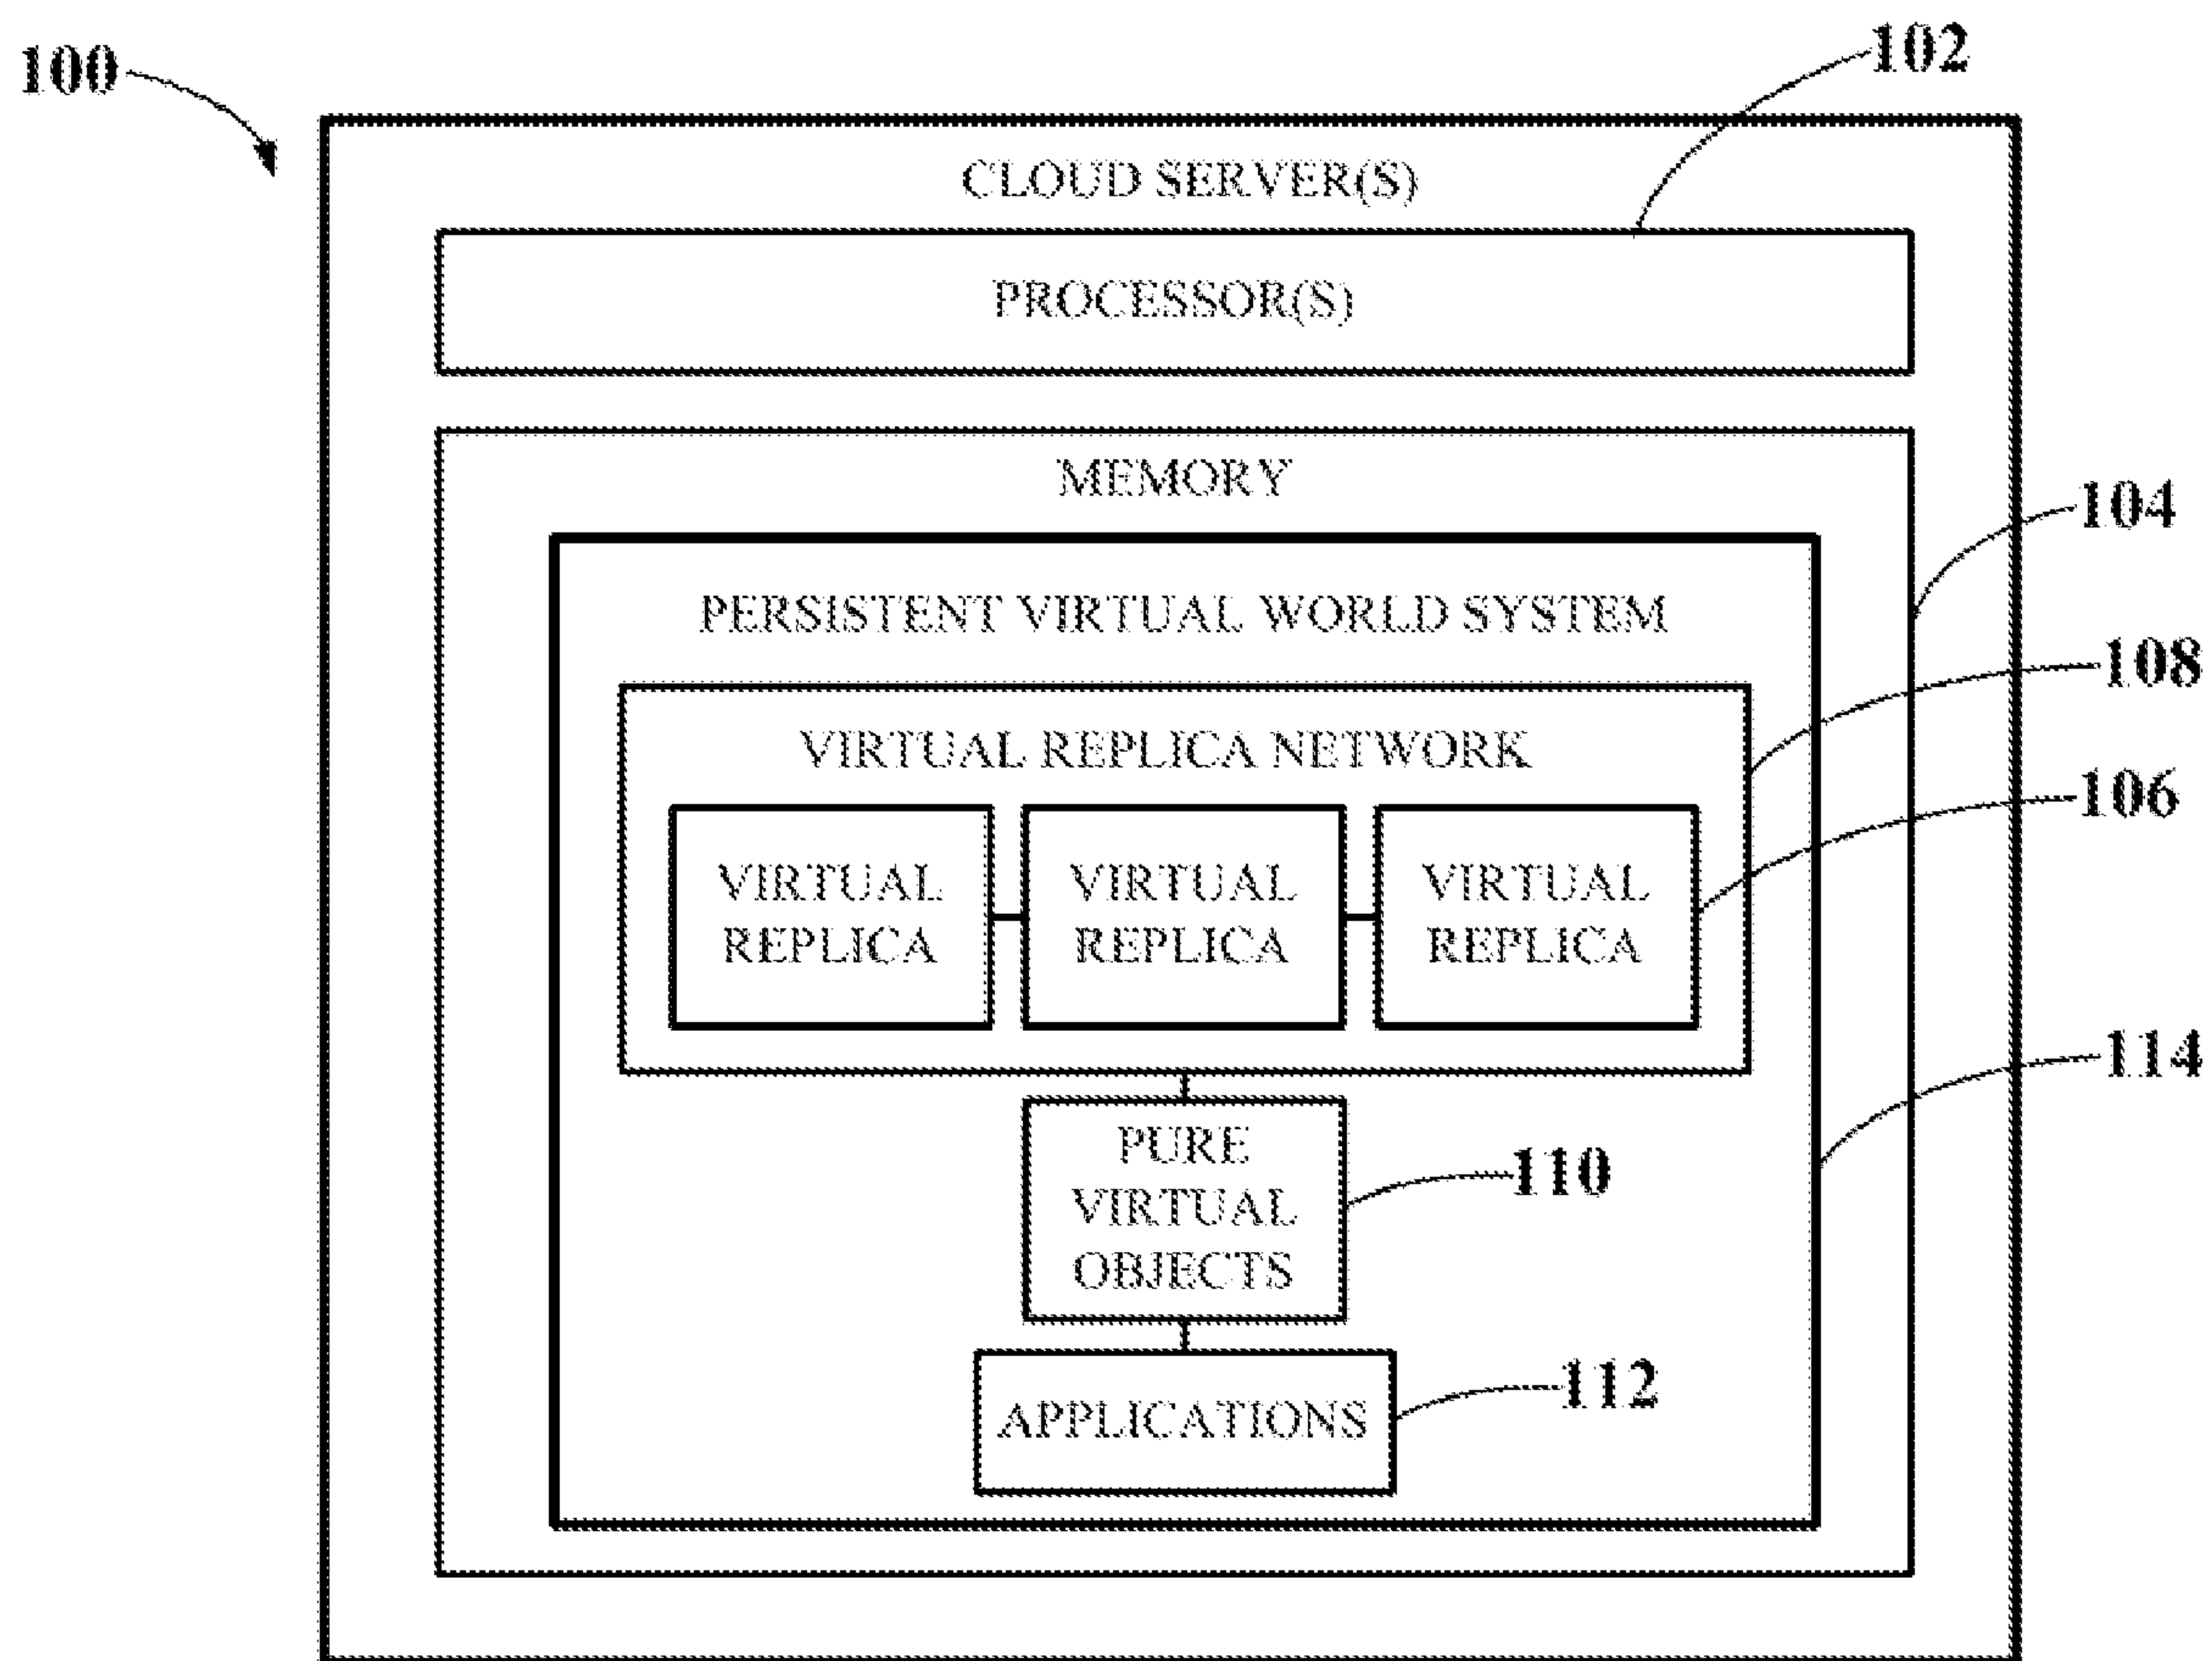 100
102
CLOUD SERVER(S)
PROCESSOR(S)
MEMORY
104
PERSISTENT VIRTUAL WORLD SYSTEM
108
VIRTUAL REPLICA NETWORK
106
VIRTUAL
REPLICA
VIRTUAL
REPLICA
VIRTUAL
REPLICA
114
PURE
VIRTUAL
OBJECTS
110
APPLICATIONS
112